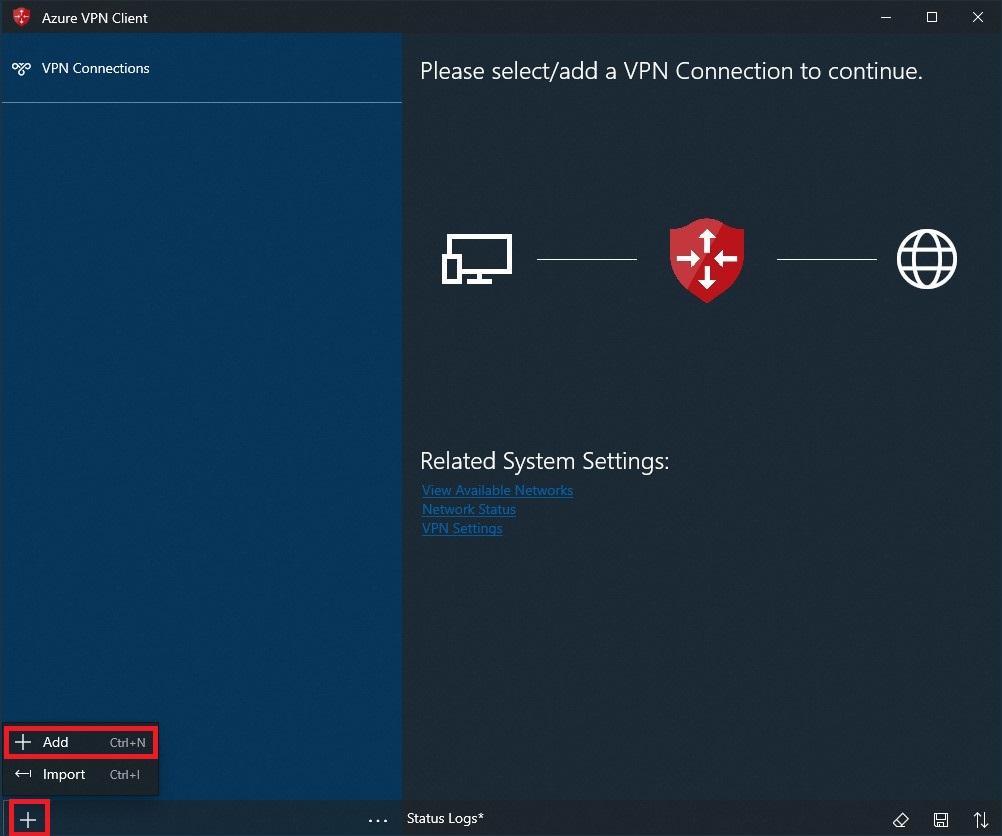 Azure VPN Client
VPN Connections
Please select/add a VPN Connection to continue.
Related System Settings:
View Available Networks
Network Status
VPN Settings
Add Ctrl+N
Import Ctrl+I
Status Logs*